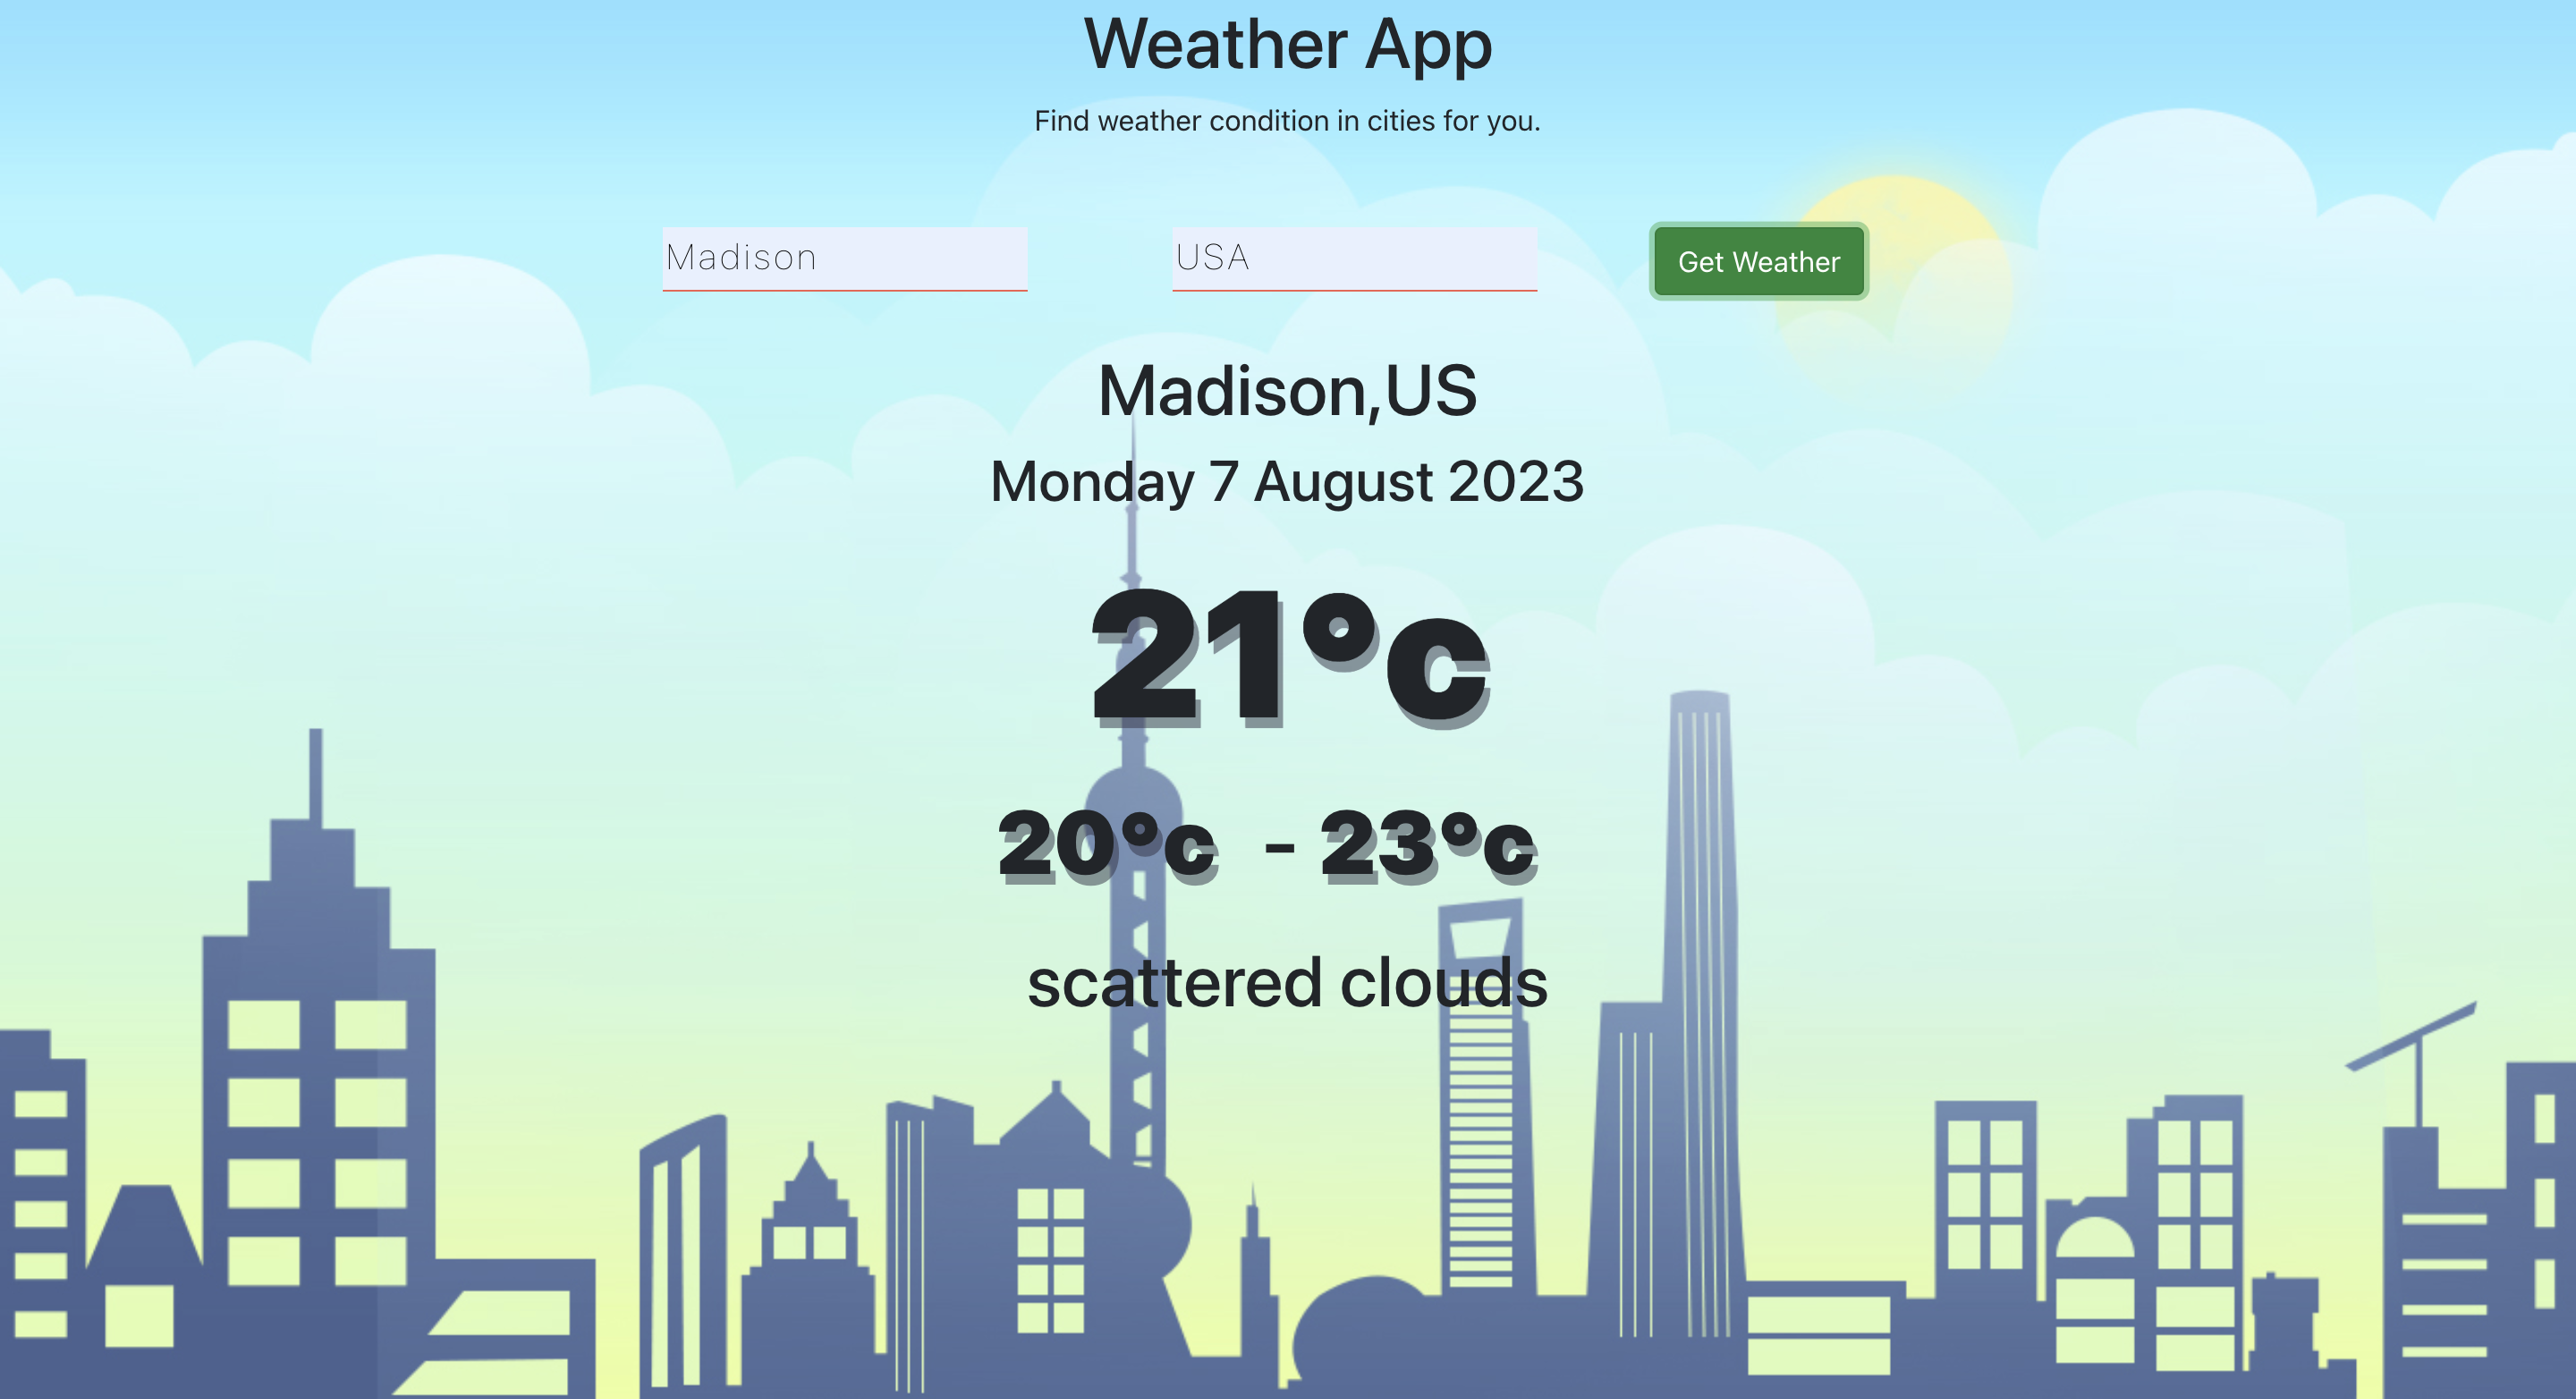 Weather App
Find weather condition in cities for you.
Madison USA Get Weather
Madison,US
Monday 7 August 2023
21°c
20°c - 23°c
scattered clouds